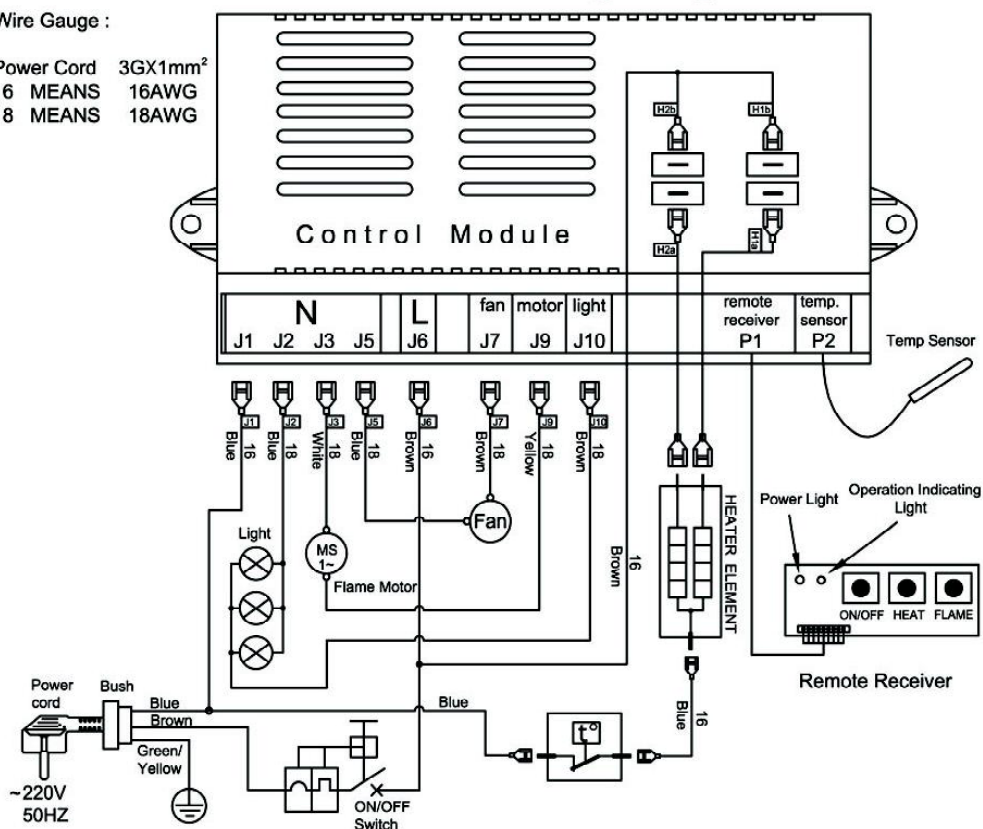 Wire Gauge :
Power Cord 3GX1mm²
6 MEANS 16AWG
8 MEANS 18AWG
H2b
H1b
Control Module
H2a
H1a
N
L
fan
motor
light
remote receiver
temp. sensor
J1
J2
J3
J5
J6
J7
J9
J10
P1
P2
Temp Sensor
J1
J2
J3
J5
J6
J7
J9
J10
Blue 16
Blue 18
White 18
Blue 18
Brown 16
Brown 18
Yellow 18
Brown 18
Light
MS
1~
Flame Motor
Fan
Brown 16
HEATER ELEMENT
Power Light
Operation Indicating
Light
ON/OFF HEAT FLAME
Remote Receiver
Power
cord
Bush
Blue
Brown
Green/
Yellow
~220V
50HZ
ON/OFF
Switch
Blue
t°
Blue 16